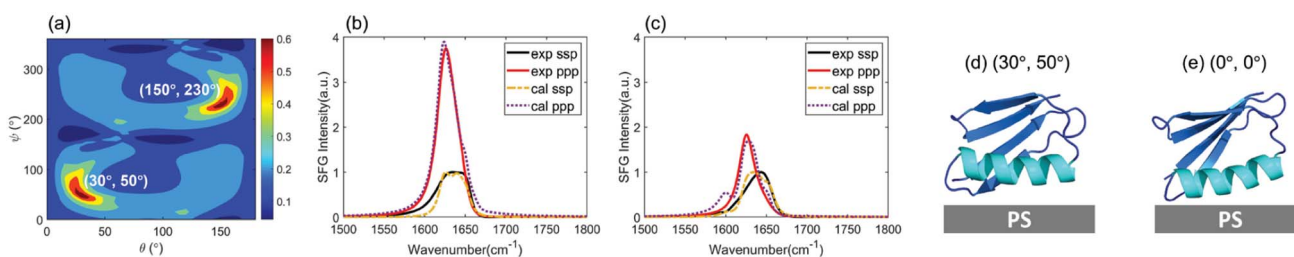 (a)
(150°, 230°)
(30°, 50°)
300
200
100
0
ψ (°)
0
100
θ (°)
0.6
0.5
0.4
0.3
0.2
0.1
(b)
exp ssp
exp ppp
cal ssp
cal ppp
SFG Intensity(a.u.)
4
3
2
1
0
1500 1550 1600 1650 1700 1750 1800
Wavenumber(cm⁻¹)
(c)
exp ssp
exp ppp
cal ssp
cal ppp
SFG Intensity(a.u.)
4
3
2
1
0
1500 1550 1600 1650 1700 1750 1800
Wavenumber(cm⁻¹)
(d) (30°, 50°)
PS
(e) (0°, 0°)
PS